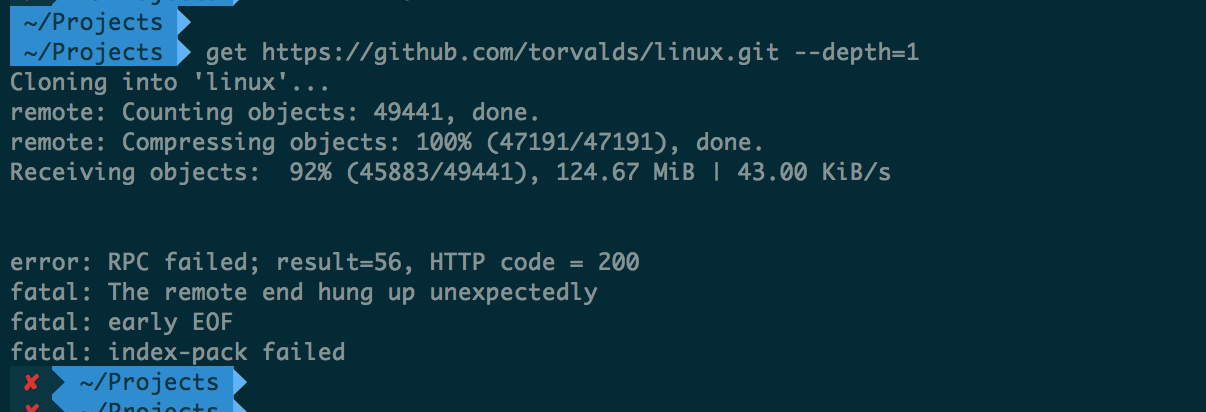 ~/Projects
~/Projects get https://github.com/torvalds/linux.git --depth=1
Cloning into 'linux'...
remote: Counting objects: 49441, done.
remote: Compressing objects: 100% (47191/47191), done.
Receiving objects:  92% (45883/49441), 124.67 MiB | 43.00 KiB/s
error: RPC failed; result=56, HTTP code = 200
fatal: The remote end hung up unexpectedly
fatal: early EOF
fatal: index-pack failed
✘ ~/Projects